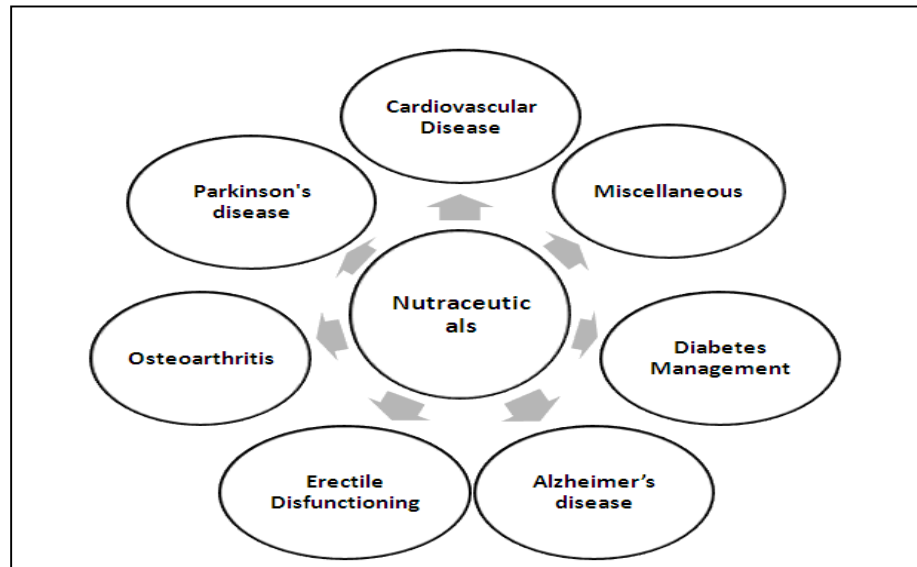 Cardiovascular
Disease
Parkinson's
disease
Miscellaneous
Nutraceutic
als
Osteoarthritis
Diabetes
Management
Erectile
Disfunctioning
Alzheimer’s
disease